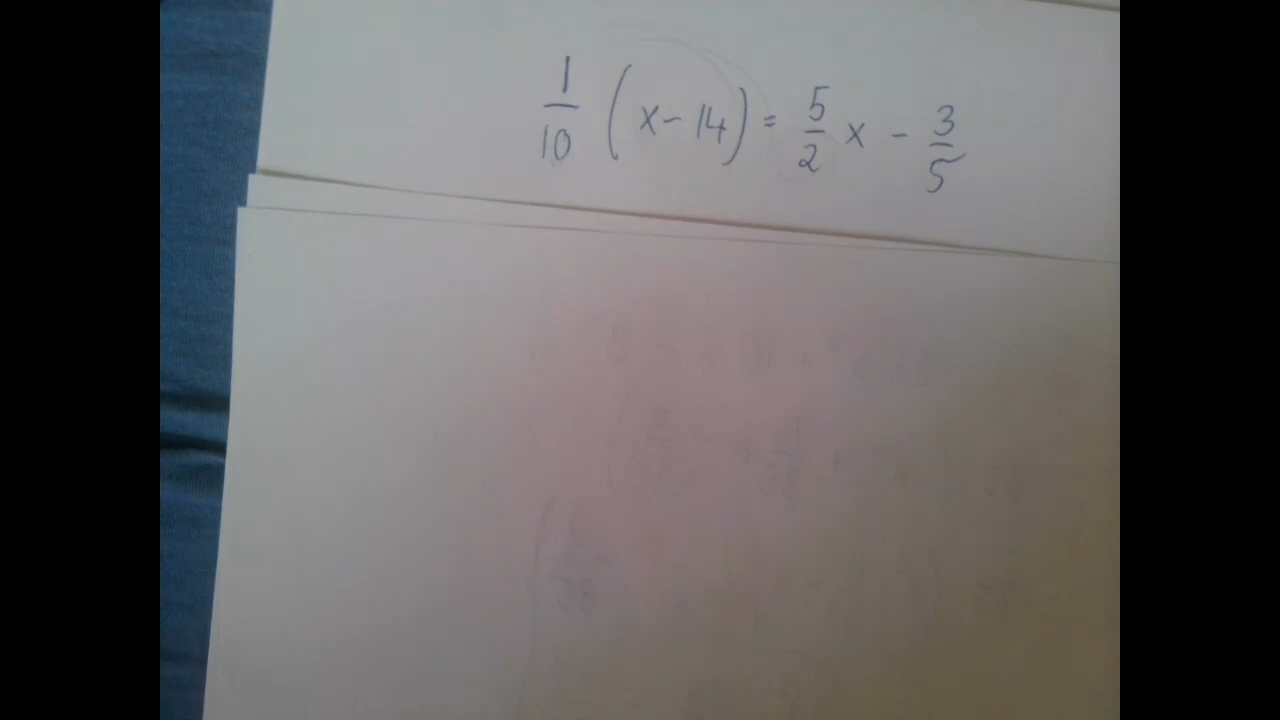 1/10 (x - 14) = 5/2 x - 3/5